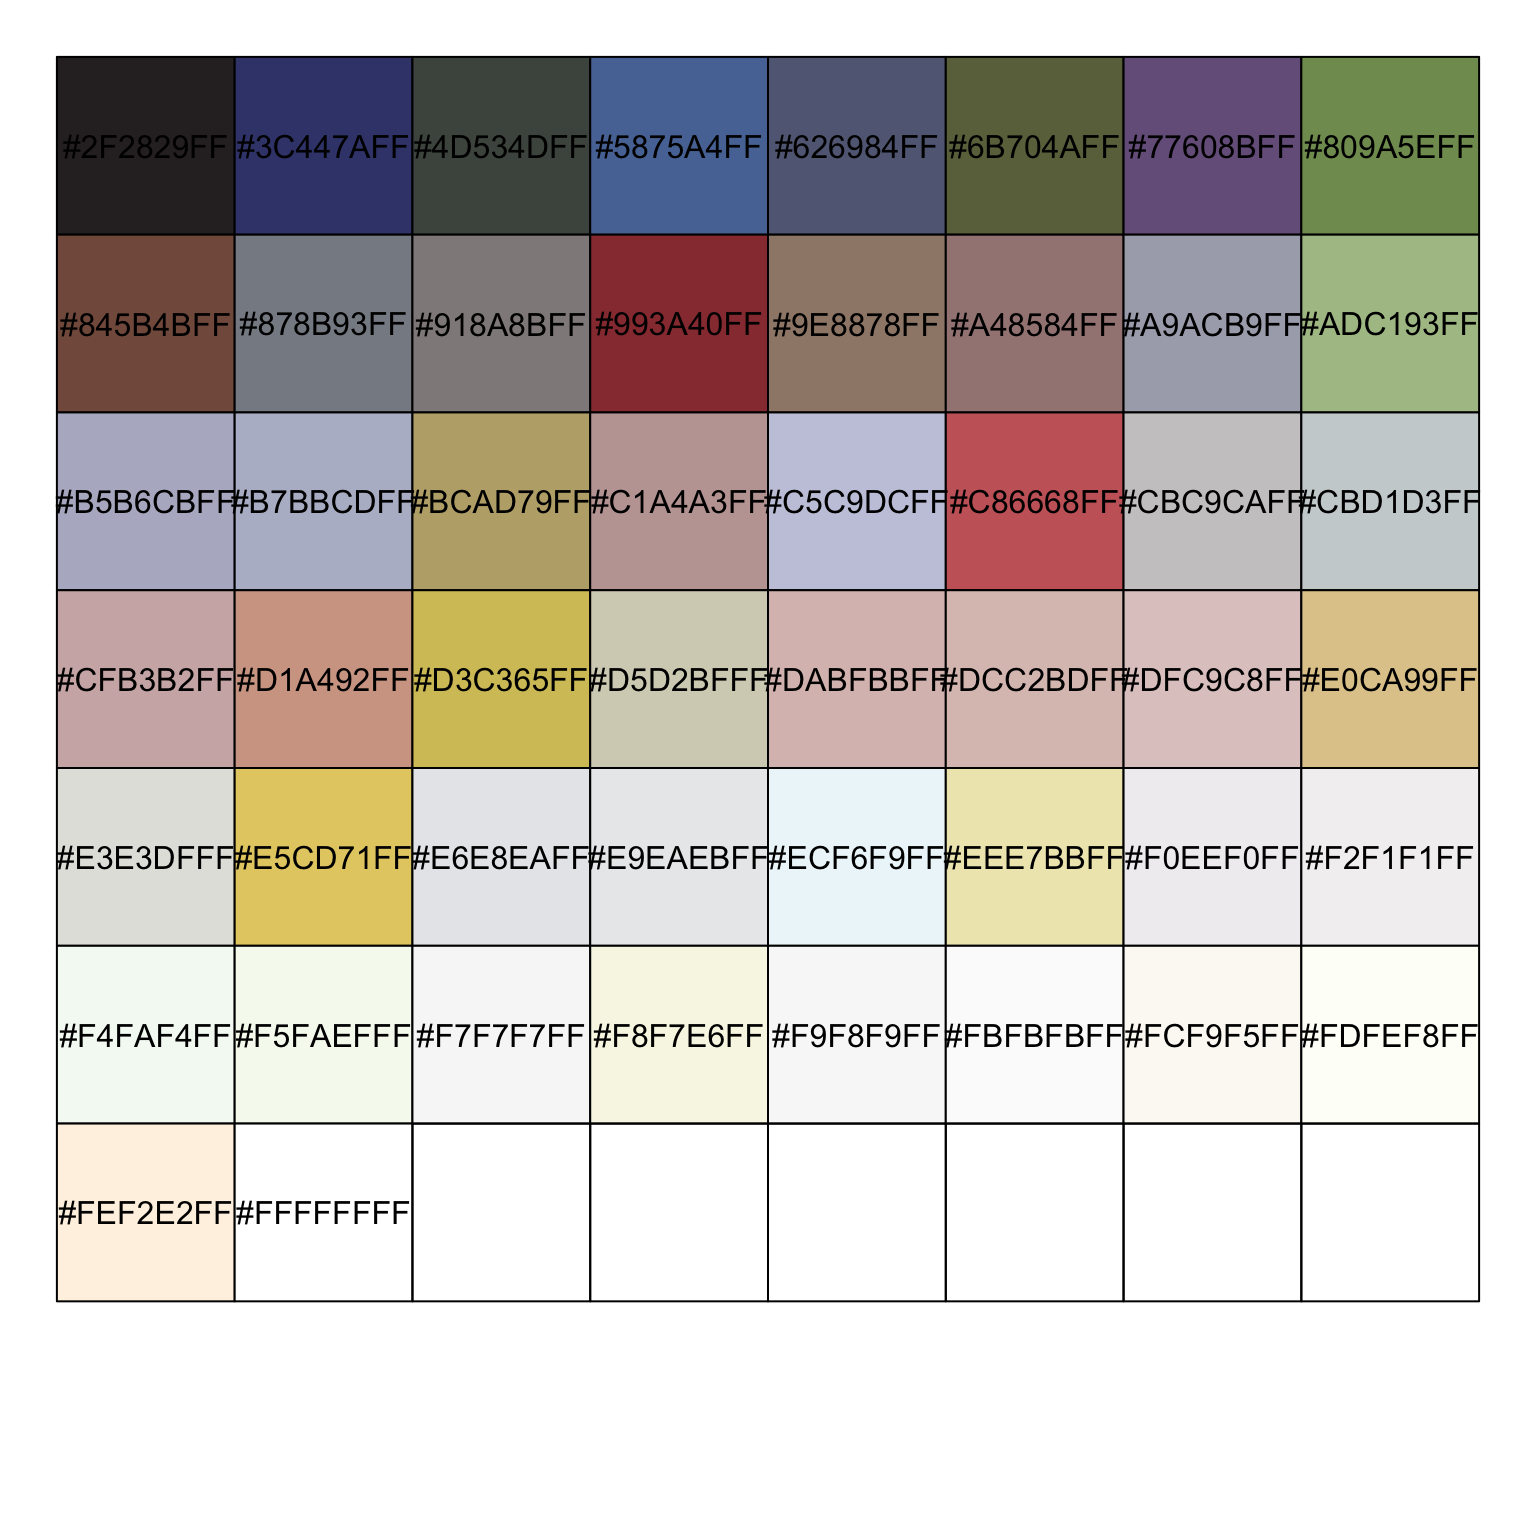 #2F2829FF #3C447AFF #4D534DFF #5875A4FF #626984FF #6B704AFF #77608BFF #809A5EFF
#845B4BFF #878B93FF #918A8BFF #993A40FF #9E8878FF #A48584FF #A9ACB9FF #ADC193FF
#B5B6CBFF #B7BBCDFF #BCAD79FF #C1A4A3FF #C5C9DCFF #C86668FF #CBC9CAFF #CBD1D3FF
#CFB3B2FF #D1A492FF #D3C365FF #D5D2BFFF #DABFBBFF #DCC2BDFF #DFC9C8FF #E0CA99FF
#E3E3DFFF #E5CD71FF #E6E8EAFF #E9EAEBFF #ECF6F9FF #EEE7BBFF #F0EEF0FF #F2F1F1FF
#F4FAF4FF #F5FAEFFF #F7F7F7FF #F8F7E6FF #F9F8F9FF #FBFBFBFF #FCF9F5FF #FDFEF8FF
#FEF2E2FF #FFFFFFFF